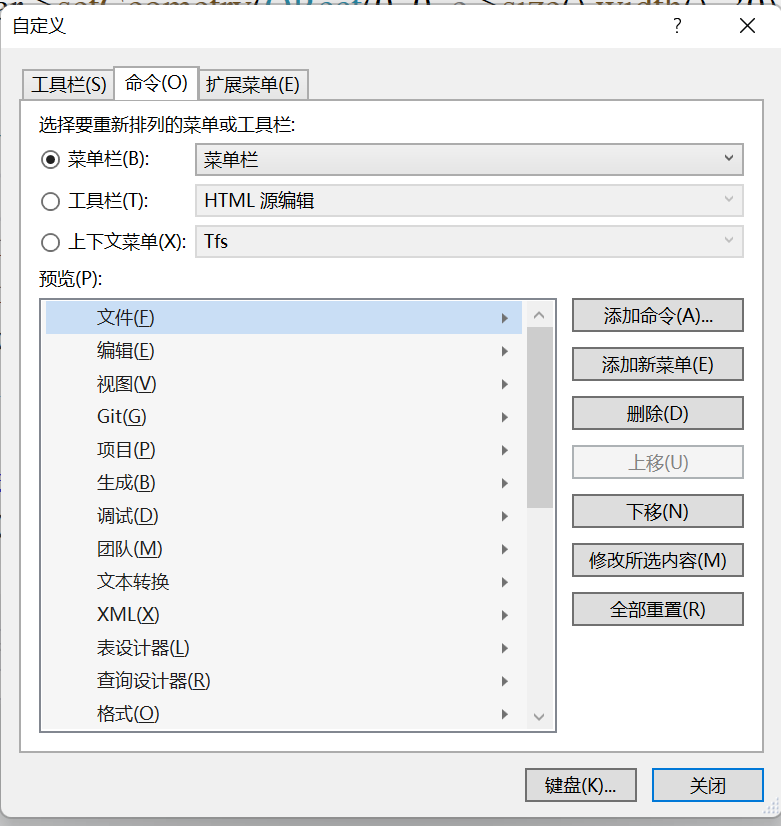 自定义
?
工具栏(S) 命令(O) 扩展菜单(E)
选择要重新排列的菜单或工具栏:
菜单栏(B): 菜单栏
工具栏(T): HTML 源编辑
上下文菜单(X): Tfs
预览(P):
文件(F)
编辑(E)
视图(V)
Git(G)
项目(P)
生成(B)
调试(D)
团队(M)
文本转换
XML(X)
表设计器(L)
查询设计器(R)
格式(O)
添加命令(A)...
添加新菜单(E)
删除(D)
上移(U)
下移(N)
修改所选内容(M)
全部重置(R)
键盘(K)... 关闭